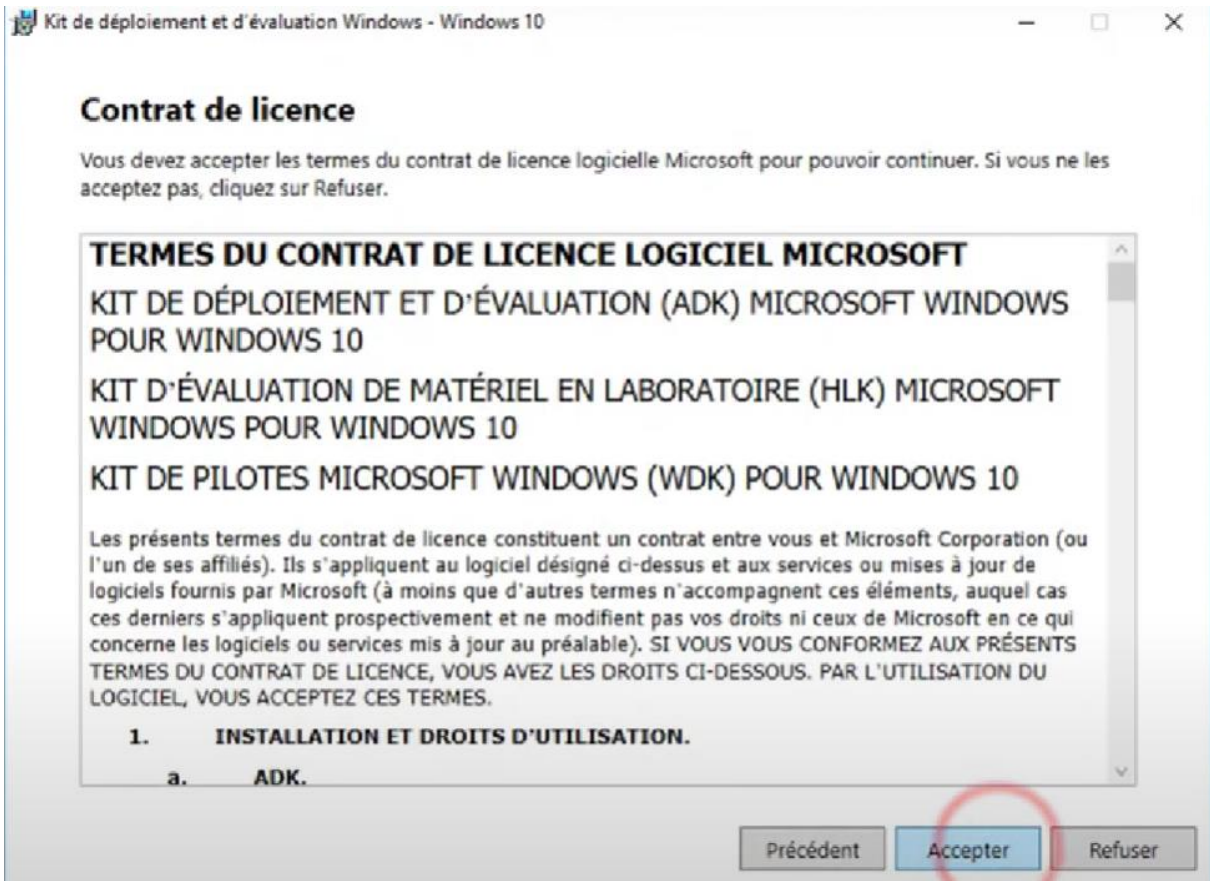 Kit de déploiement et d'évaluation Windows - Windows 10
Contrat de licence
Vous devez accepter les termes du contrat de licence logicielle Microsoft pour pouvoir continuer. Si vous ne les
acceptez pas, cliquez sur Refuser.
TERMES DU CONTRAT DE LICENCE LOGICIEL MICROSOFT
KIT DE DÉPLOIEMENT ET D'ÉVALUATION (ADK) MICROSOFT WINDOWS
POUR WINDOWS 10
KIT D'ÉVALUATION DE MATÉRIEL EN LABORATOIRE (HLK) MICROSOFT
WINDOWS POUR WINDOWS 10
KIT DE PILOTES MICROSOFT WINDOWS (WDK) POUR WINDOWS 10
Les présents termes du contrat de licence constituent un contrat entre vous et Microsoft Corporation (ou
l'un de ses affiliés). Ils s'appliquent au logiciel désigné ci-dessus et aux services ou mises à jour de
logiciels fournis par Microsoft (à moins que d'autres termes n'accompagnent ces éléments, auquel cas
ces derniers s'appliquent prospectivement et ne modifient pas vos droits ni ceux de Microsoft en ce qui
concerne les logiciels ou services mis à jour au préalable). SI VOUS VOUS CONFORMEZ AUX PRÉSENTS
TERMES DU CONTRAT DE LICENCE, VOUS AVEZ LES DROITS CI-DESSOUS. PAR L'UTILISATION DU
LOGICIEL, VOUS ACCEPTEZ CES TERMES.
1. INSTALLATION ET DROITS D'UTILISATION.
a. ADK.
Précédent Accepter Refuser